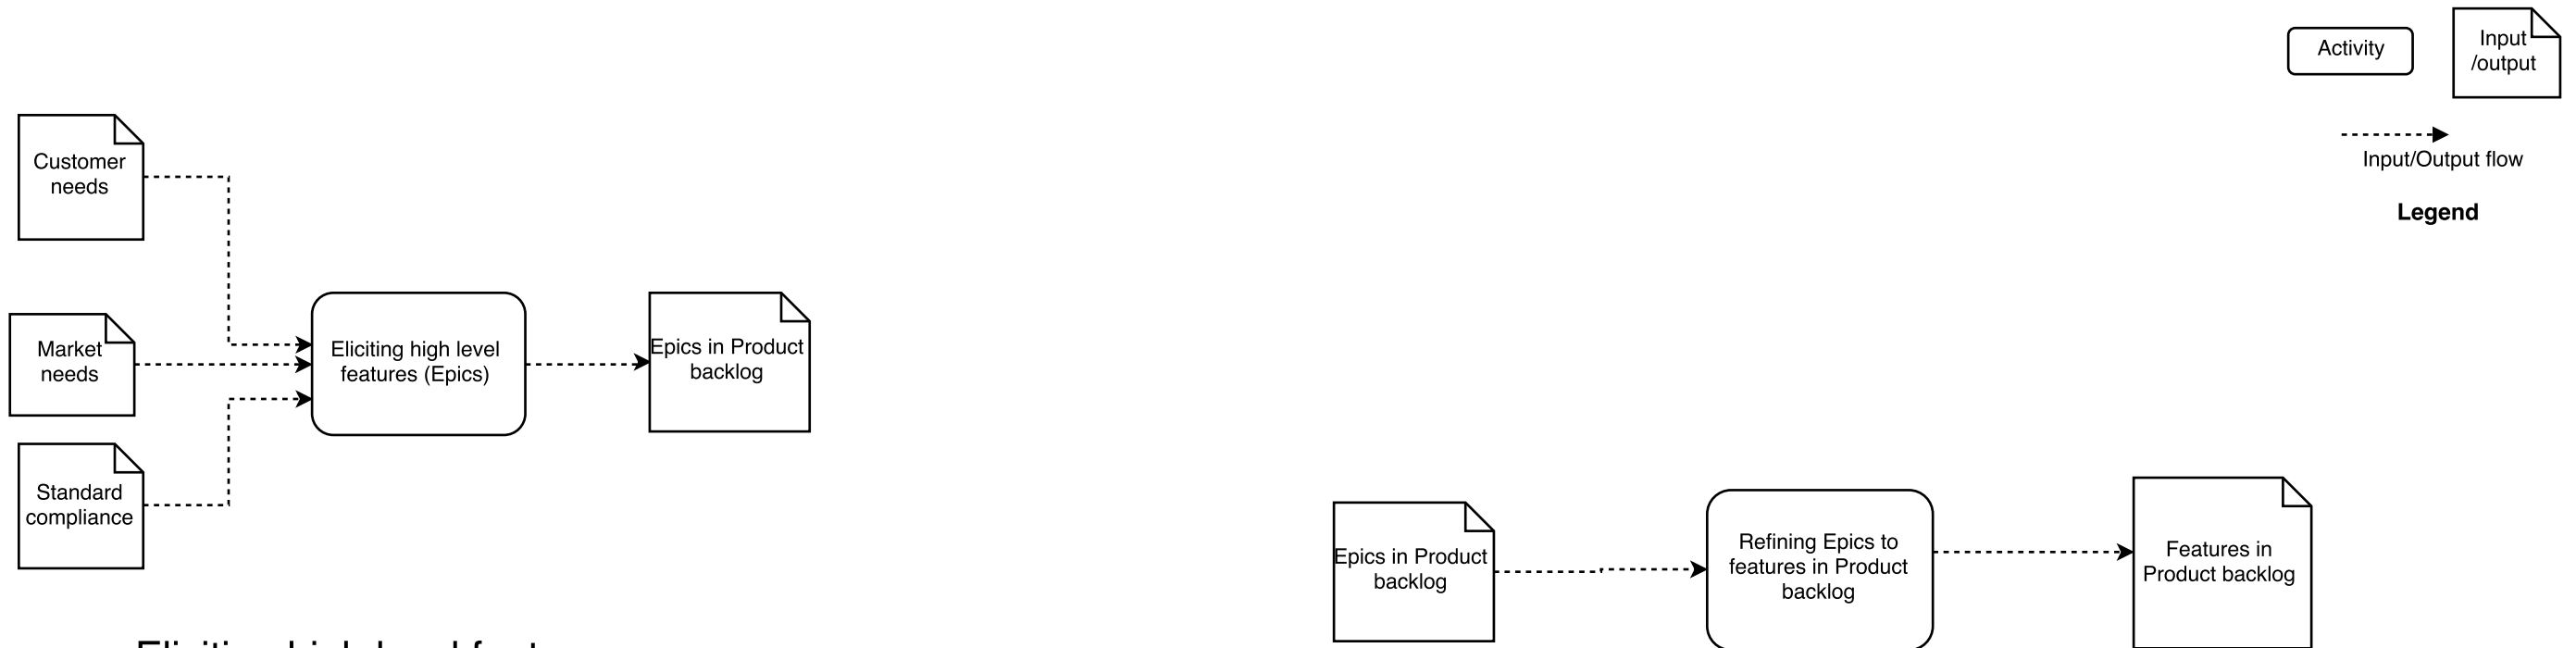 Activity
Input
/output
Input/Output flow
Legend
Customer
needs
Market
needs
Standard
compliance
Eliciting high level
features (Epics)
Epics in Product
backlog
Epics in Product
backlog
Refining Epics to
features in Product
backlog
Features in
Product backlog